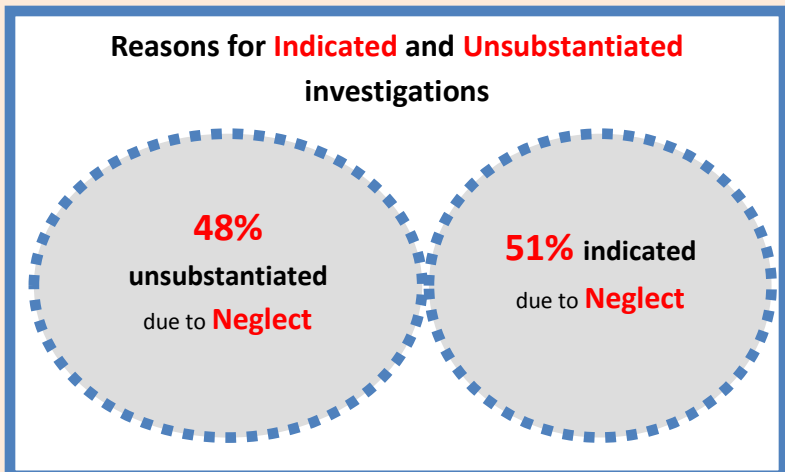 Reasons for Indicated and Unsubstantiated
investigations
48%
unsubstantiated
due to Neglect
51% indicated
due to Neglect